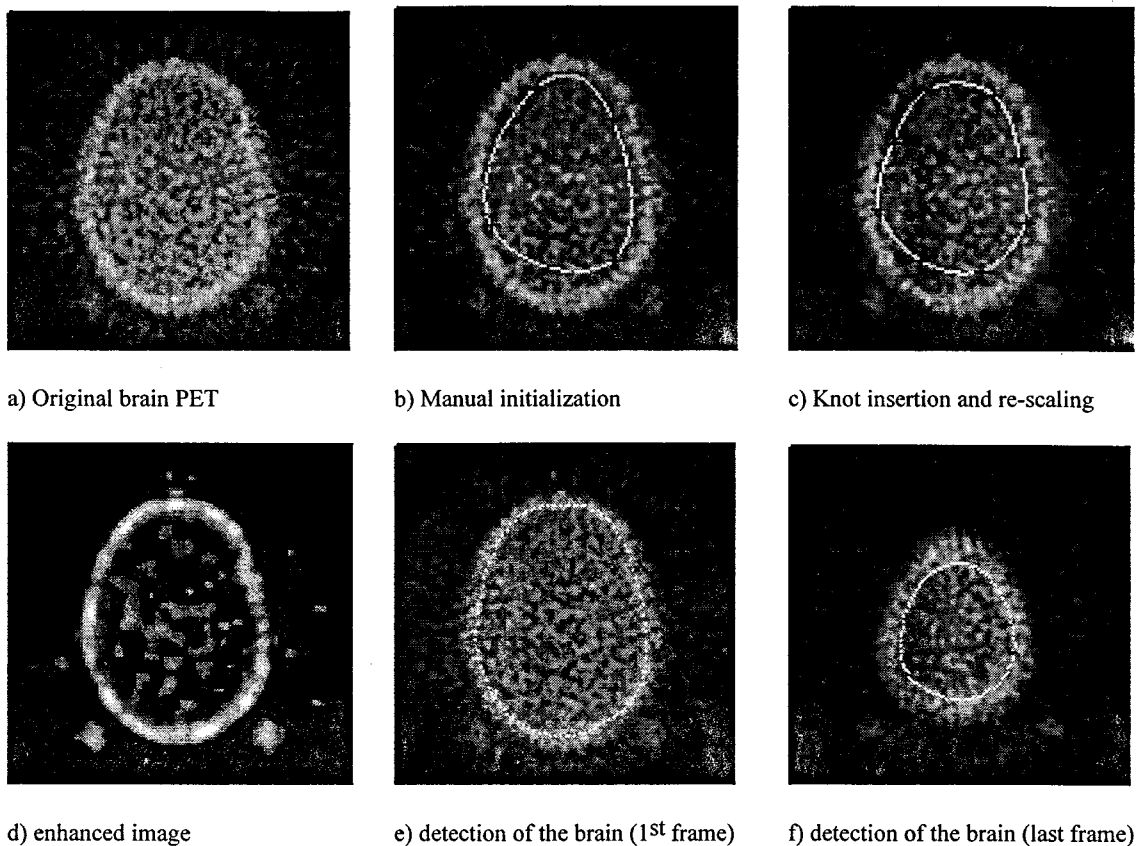 a) Original brain PET
b) Manual initialization
c) Knot insertion and re-scaling
d) enhanced image
e) detection of the brain (1st frame)
f) detection of the brain (last frame)